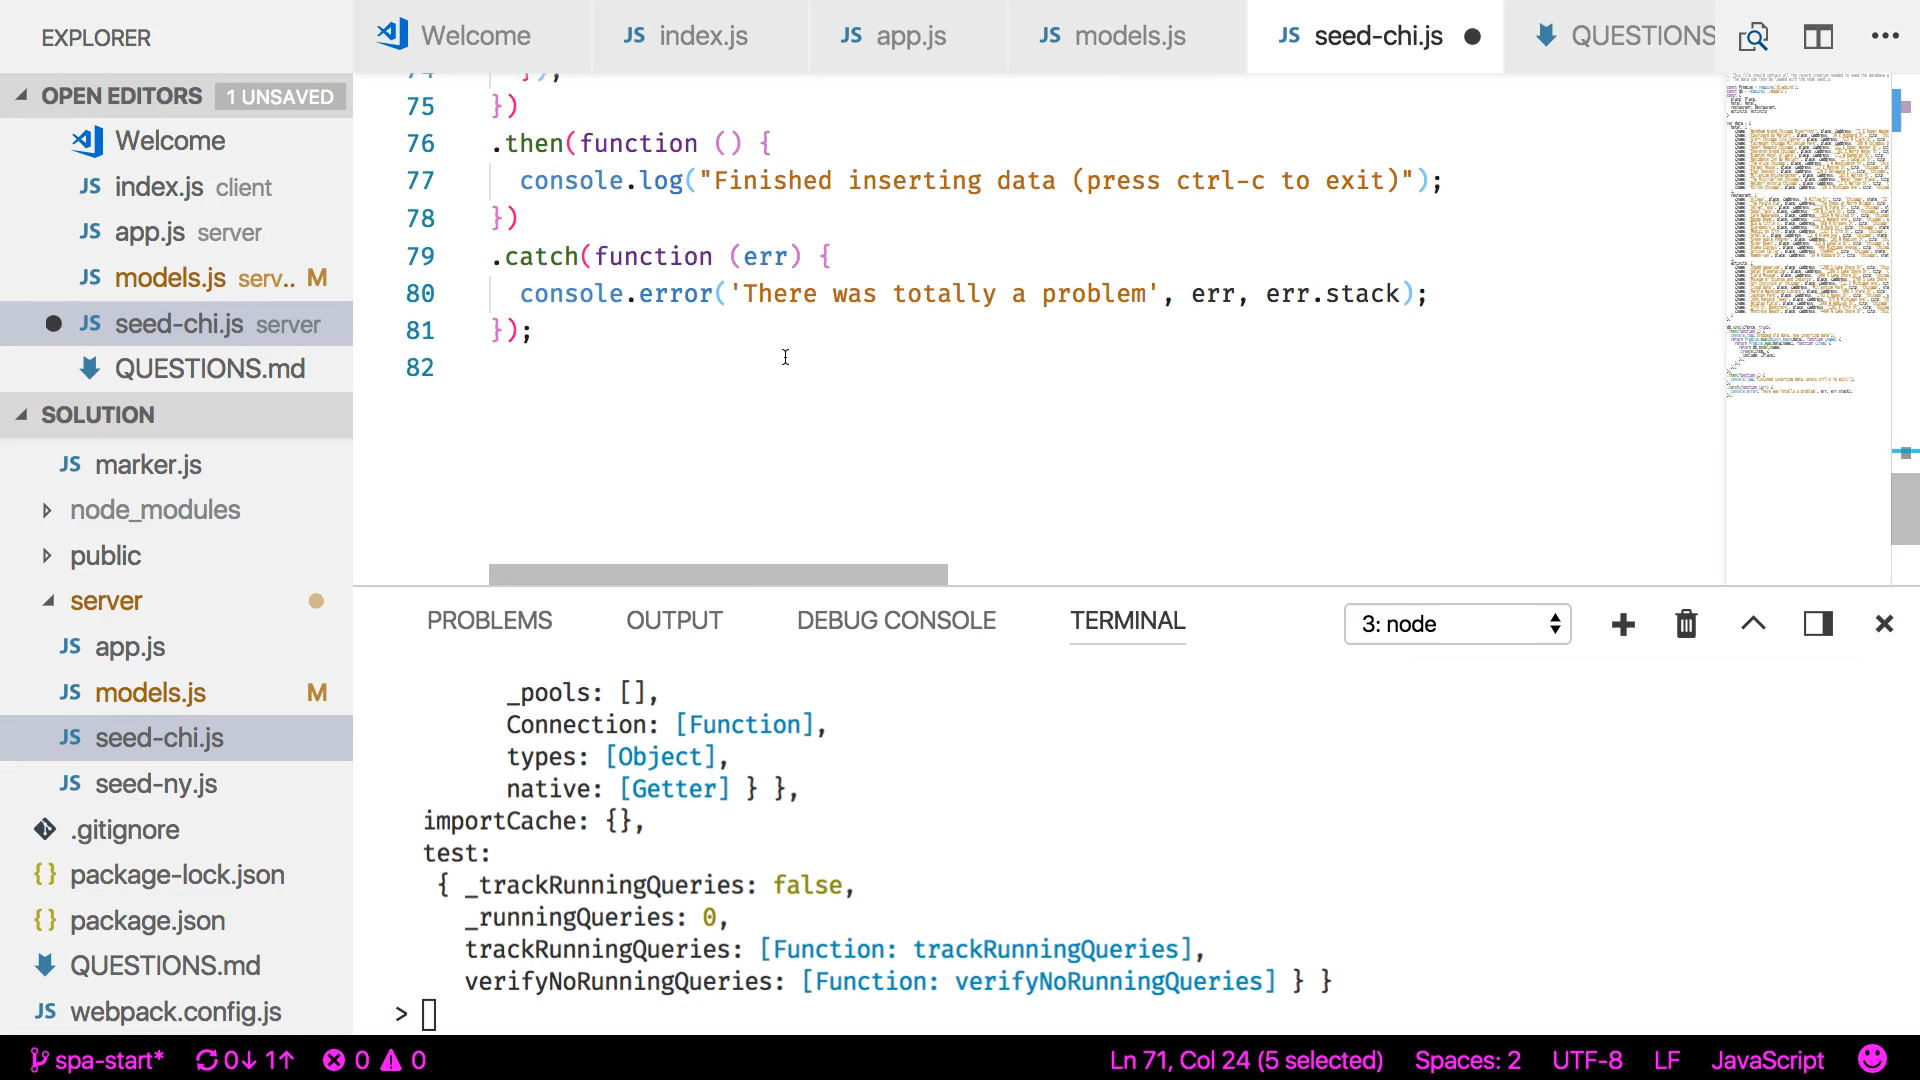 EXPLORER
OPEN EDITORS 1 UNSAVED
Welcome
JS index.js client
JS app.js server
JS models.js serv.. M
JS seed-chi.js server
QUESTIONS.md
SOLUTION
JS marker.js
node_modules
public
server
JS app.js
JS models.js M
JS seed-chi.js
JS seed-ny.js
.gitignore
{} package-lock.json
{} package.json
QUESTIONS.md
JS webpack.config.js
Welcome JS index.js JS app.js JS models.js JS seed-chi.js QUESTIONS
74 });
75 })
76 .then(function () {
77 console.log("Finished inserting data (press ctrl-c to exit)");
78 })
79 .catch(function (err) {
80 console.error('There was totally a problem', err, err.stack);
81 });
82
PROBLEMS OUTPUT DEBUG CONSOLE TERMINAL 3: node
_pools: [],
Connection: [Function],
types: [Object],
native: [Getter] } },
importCache: {},
test:
{ _trackRunningQueries: false,
_runningQueries: 0,
trackRunningQueries: [Function: trackRunningQueries],
verifyNoRunningQueries: [Function: verifyNoRunningQueries] } }
>
spa-start* 0↓ 1↑ 0 0 Ln 71, Col 24 (5 selected) Spaces: 2 UTF-8 LF JavaScript